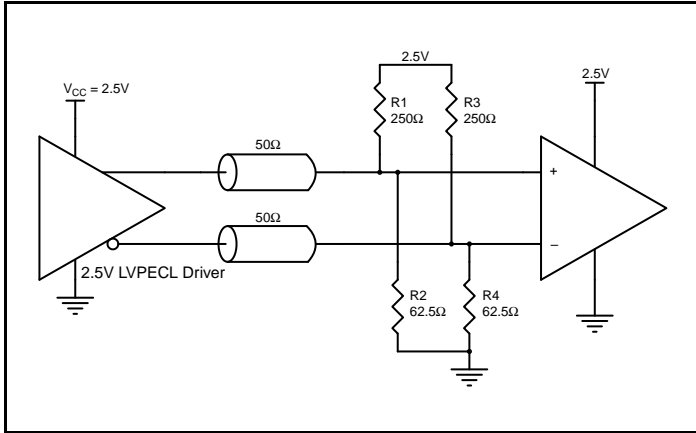 2.5V
2.5V
V_CC = 2.5V
R1
250Ω
R3
250Ω
50Ω
+
50Ω
–
2.5V LVPECL Driver
R2
62.5Ω
R4
62.5Ω